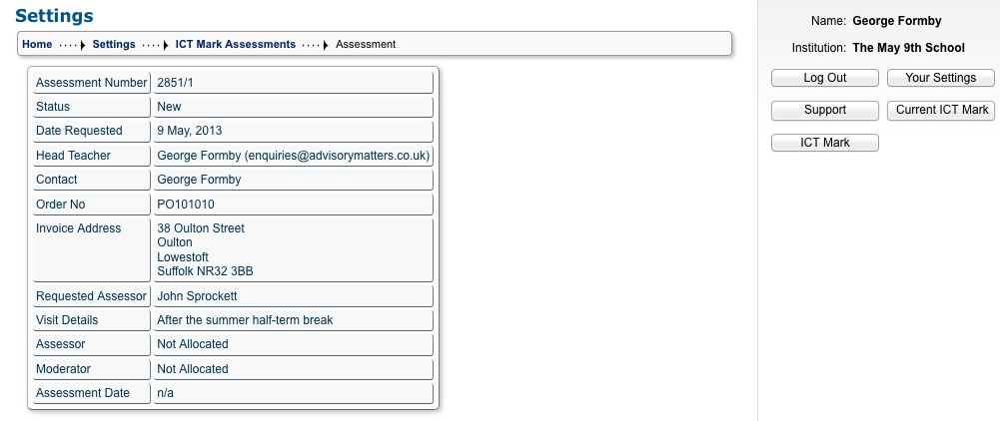 Settings
Home Settings ICT Mark Assessments Assessment
Assessment Number 2851/1
Status New
Date Requested 9 May, 2013
Head Teacher George Formby (enquiries@advisorymatters.co.uk)
Contact George Formby
Order No PO101010
Invoice Address 38 Oulton Street
Oulton
Lowestoft
Suffolk NR32 3BB
Requested Assessor John Sprockett
Visit Details After the summer half-term break
Assessor Not Allocated
Moderator Not Allocated
Assessment Date n/a
Name: George Formby
Institution: The May 9th School
Log Out Your Settings
Support Current ICT Mark
ICT Mark